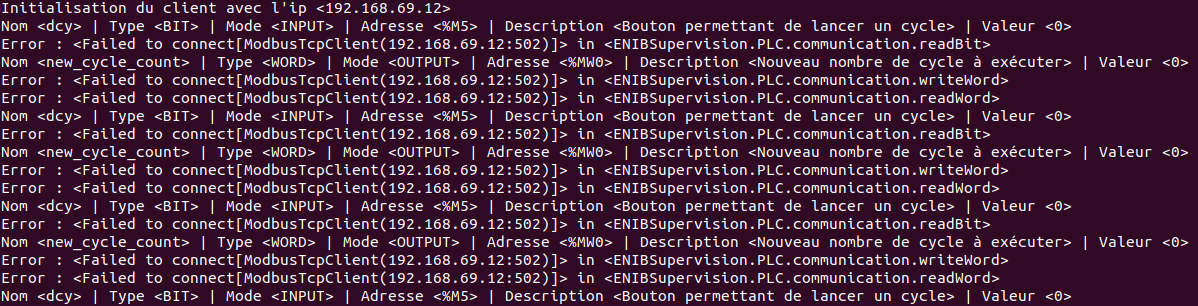 Initialisation du client avec l'ip <192.168.69.12>
Nom <dcy> | Type <BIT> | Mode <INPUT> | Adresse <%M5> | Description <Bouton permettant de lancer un cycle> | Valeur <0>
Error : <Failed to connect[ModbusTcpClient(192.168.69.12:502)]> in <ENIBSupervision.PLC.communication.readBit>
Nom <new_cycle_count> | Type <WORD> | Mode <OUTPUT> | Adresse <%MW0> | Description <Nouveau nombre de cycle à exécuter> | Valeur <0>
Error : <Failed to connect[ModbusTcpClient(192.168.69.12:502)]> in <ENIBSupervision.PLC.communication.writeWord>
Error : <Failed to connect[ModbusTcpClient(192.168.69.12:502)]> in <ENIBSupervision.PLC.communication.readWord>
Nom <dcy> | Type <BIT> | Mode <INPUT> | Adresse <%M5> | Description <Bouton permettant de lancer un cycle> | Valeur <0>
Error : <Failed to connect[ModbusTcpClient(192.168.69.12:502)]> in <ENIBSupervision.PLC.communication.readBit>
Nom <new_cycle_count> | Type <WORD> | Mode <OUTPUT> | Adresse <%MW0> | Description <Nouveau nombre de cycle à exécuter> | Valeur <0>
Error : <Failed to connect[ModbusTcpClient(192.168.69.12:502)]> in <ENIBSupervision.PLC.communication.writeWord>
Error : <Failed to connect[ModbusTcpClient(192.168.69.12:502)]> in <ENIBSupervision.PLC.communication.readWord>
Nom <dcy> | Type <BIT> | Mode <INPUT> | Adresse <%M5> | Description <Bouton permettant de lancer un cycle> | Valeur <0>
Error : <Failed to connect[ModbusTcpClient(192.168.69.12:502)]> in <ENIBSupervision.PLC.communication.readBit>
Nom <new_cycle_count> | Type <WORD> | Mode <OUTPUT> | Adresse <%MW0> | Description <Nouveau nombre de cycle à exécuter> | Valeur <0>
Error : <Failed to connect[ModbusTcpClient(192.168.69.12:502)]> in <ENIBSupervision.PLC.communication.writeWord>
Error : <Failed to connect[ModbusTcpClient(192.168.69.12:502)]> in <ENIBSupervision.PLC.communication.readWord>
Nom <dcy> | Type <BIT> | Mode <INPUT> | Adresse <%M5> | Description <Bouton permettant de lancer un cycle> | Valeur <0>